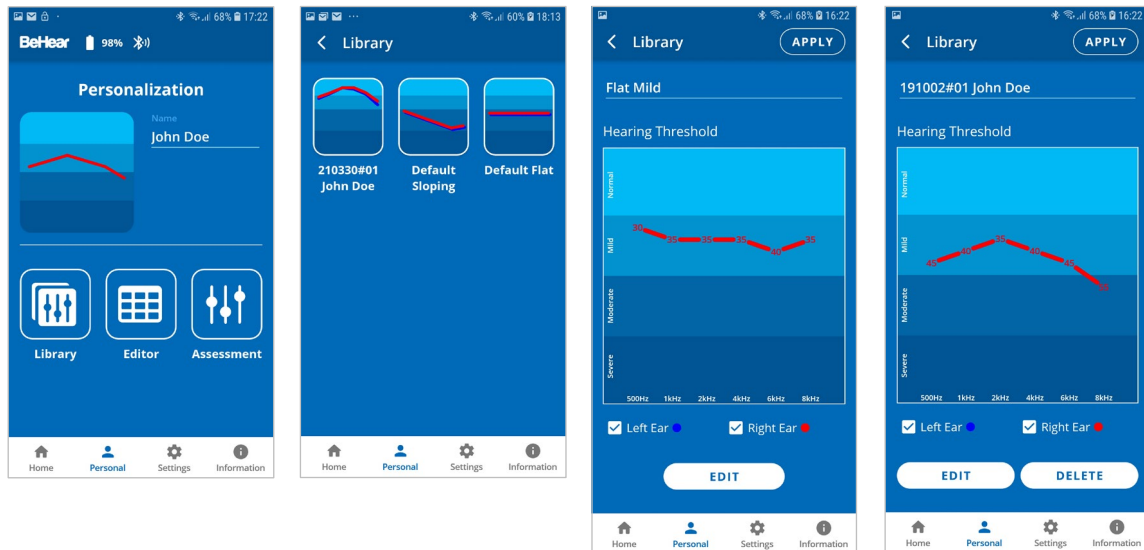 17:22
68%
BeHear 98%
Personalization
Name
John Doe
Library Editor Assessment
Home Personal Settings Information
60% 18:13
Library
210330#01 Default Default Flat
John Doe Sloping
Home Personal Settings Information
68% 16:22
Library APPLY
Flat Mild
Hearing Threshold
Normal
Mild
Moderate
Severe
30 35 35 35 40 35
500Hz 1kHz 2kHz 4kHz 6kHz 8kHz
Left Ear Right Ear
EDIT
Home Personal Settings Information
68% 16:22
Library APPLY
191002#01 John Doe
Hearing Threshold
Normal
Mild
Moderate
Severe
45 40 35 40 45
500Hz 1kHz 2kHz 4kHz 6kHz 8kHz
Left Ear Right Ear
EDIT DELETE
Home Personal Settings Information